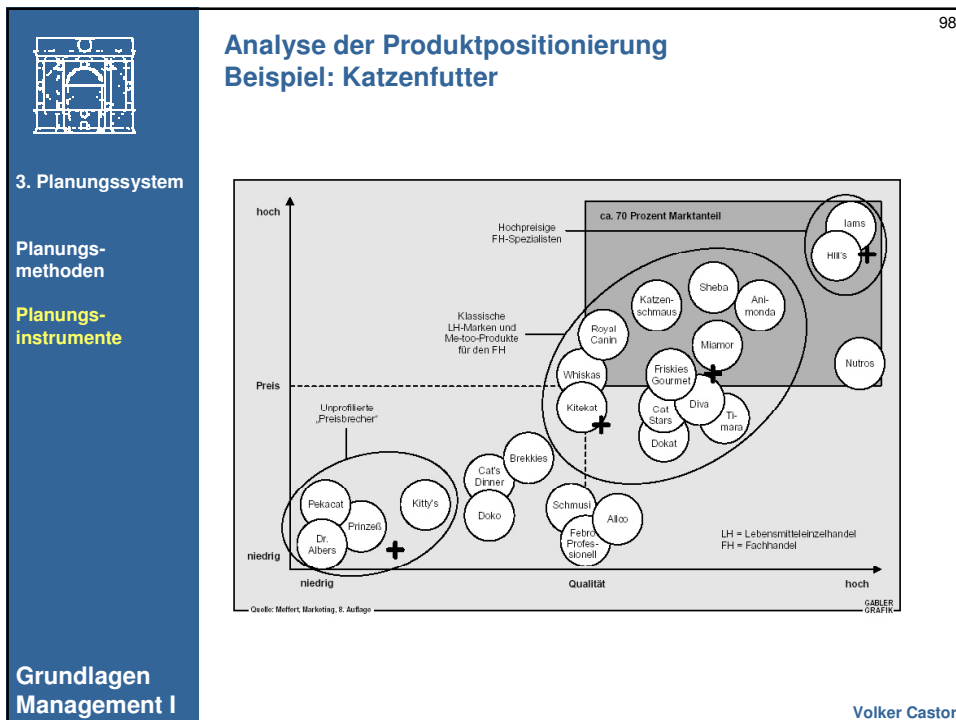 98
Analyse der Produktpositionierung
Beispiel: Katzenfutter
3. Planungssystem
Planungs-
methoden
Planungs-
instrumente
Grundlagen
Management I
hoch
Preis
niedrig
niedrig
Qualität
hoch
ca. 70 Prozent Marktanteil
Hochpreisige
FH-Spezialisten
Iams
Hill's
Klassische
LH-Marken und
Me-too-Produkte
für den FH
Sheba
Katzen-
schmaus
Ani-
monda
Royal
Canin
Miamor
Whiskas
Friskies
Gourmet
Nutros
Kitekat
Cat
Stars
Diva
Ti-
mara
Dokat
Unprofilierte
„Preisbrecher"
Brekkies
Cat's
Dinner
Doko
Pekacat
Prinzeß
Kitty's
Dr.
Albers
Schmusi
Allco
Febro
Profes-
sionell
LH = Lebensmitteleinzelhandel
FH = Fachhandel
Quelle: Meffert, Marketing, 8. Auflage
GABLER
GRAFIK
Volker Castor